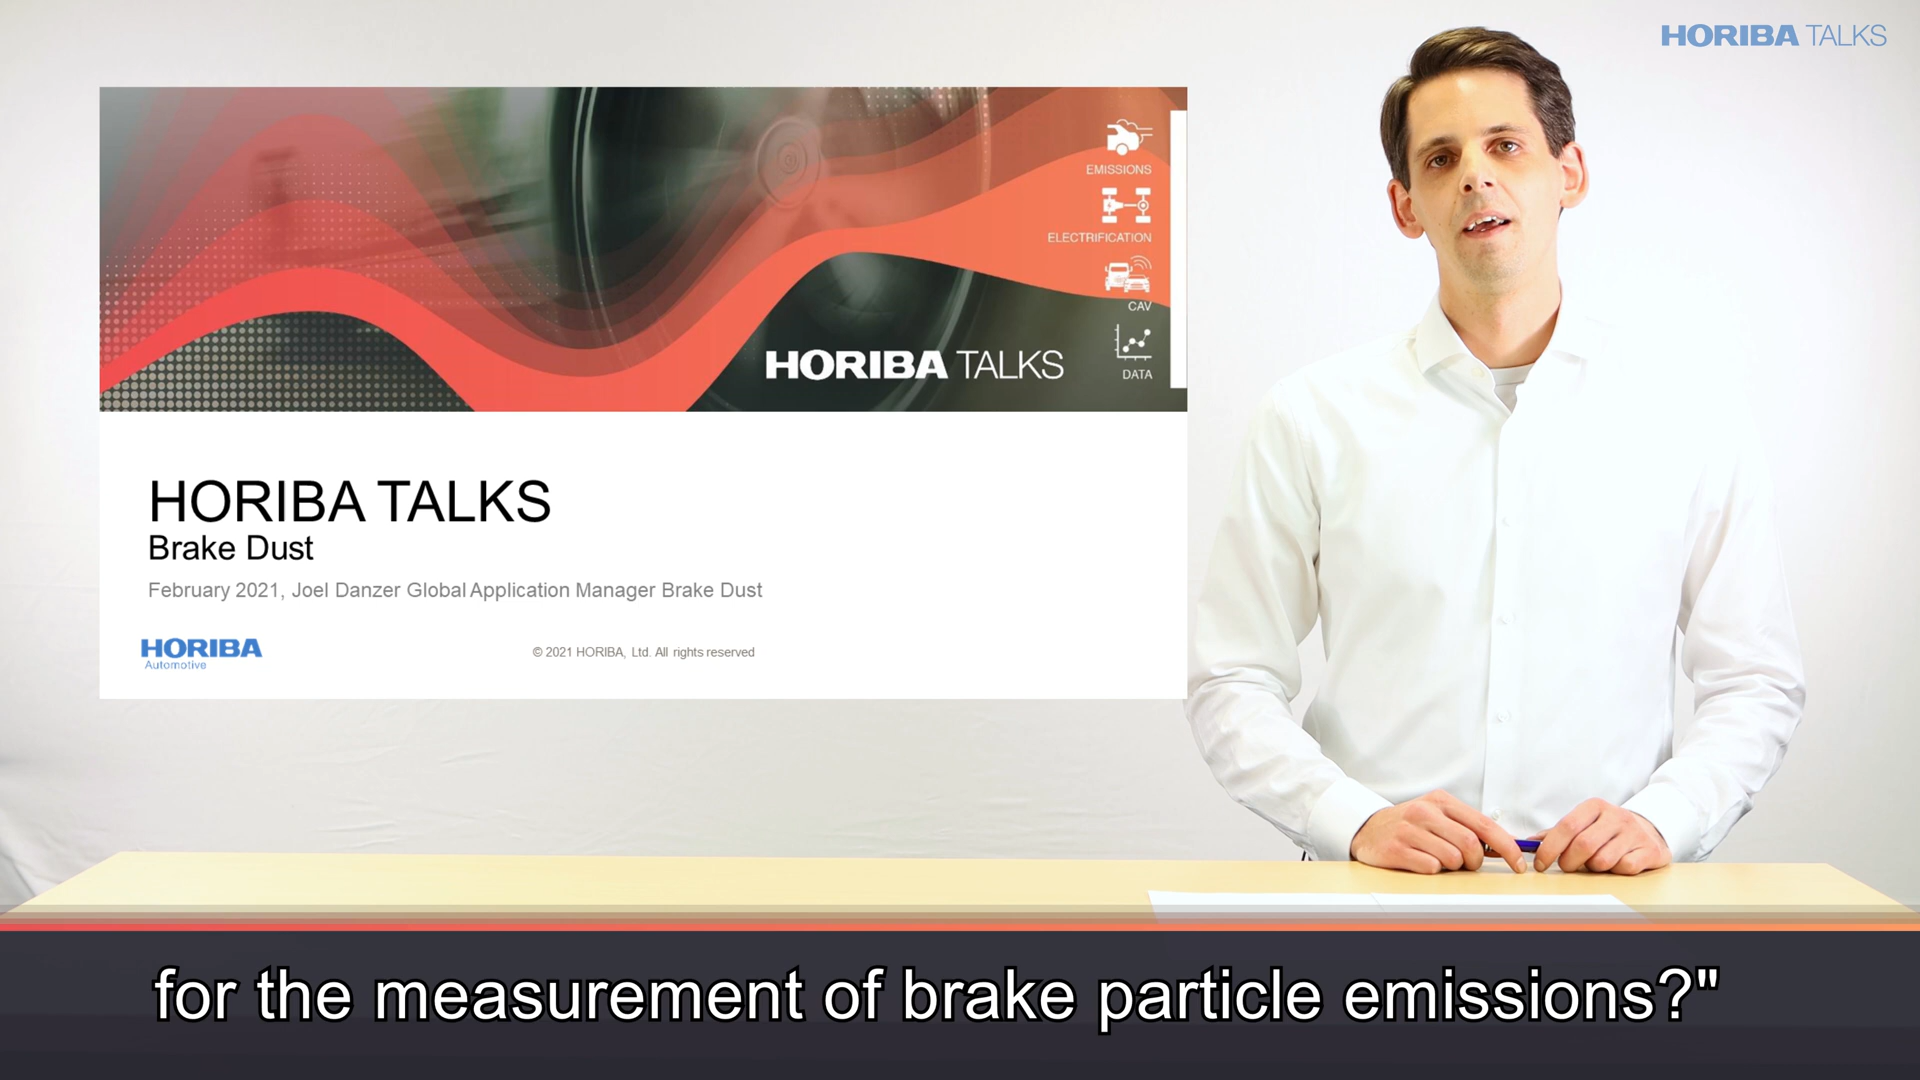 HORIBA TALKS
EMISSIONS
ELECTRIFICATION
CAV
DATA
HORIBA TALKS
HORIBA TALKS
Brake Dust
February 2021, Joel Danzer Global Application Manager Brake Dust
HORIBA
Automotive
© 2021 HORIBA, Ltd. All rights reserved
for the measurement of brake particle emissions?"